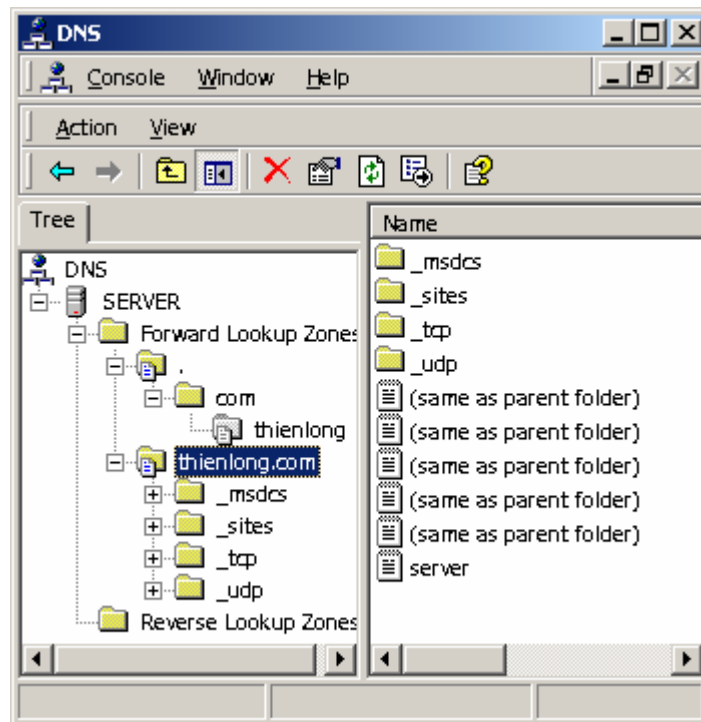 DNS
Console Window Help
Action View
Tree
DNS
SERVER
Forward Lookup Zones
.
com
thienlong
thienlong.com
_msdcs
_sites
_tcp
_udp
Reverse Lookup Zones
Name
_msdcs
_sites
_tcp
_udp
(same as parent folder)
(same as parent folder)
(same as parent folder)
(same as parent folder)
(same as parent folder)
server